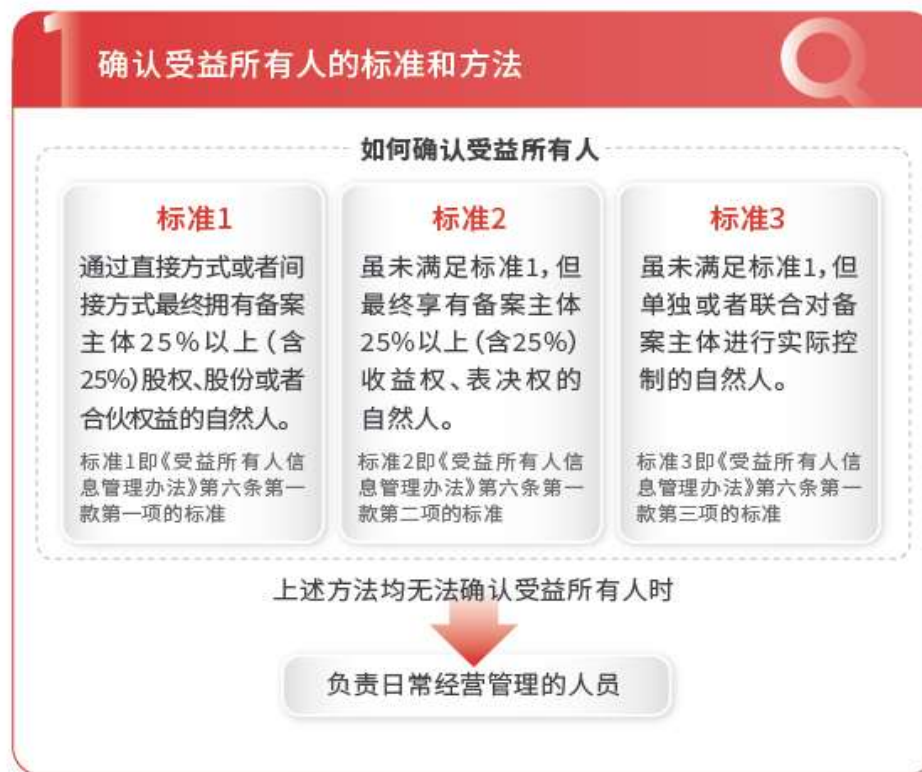 1
确认受益所有人的标准和方法
如何确认受益所有人
标准1
通过直接方式或者间
接方式最终拥有备案
主体25%以上(含
25%)股权、股份或者
合伙权益的自然人。
标准1即《受益所有人信
息管理办法》第六条第一
款第一项的标准
标准2
虽未满足标准1,但
最终享有备案主体
25%以上(含25%)
收益权、表决权的
自然人。
标准2即《受益所有人信
息管理办法》第六条第一
款第二项的标准
标准3
虽未满足标准1,但
单独或者联合对备
案主体进行实际控
制的自然人。
标准3即《受益所有人信
息管理办法》第六条第一
款第三项的标准
上述方法均无法确认受益所有人时
负责日常经营管理的人员